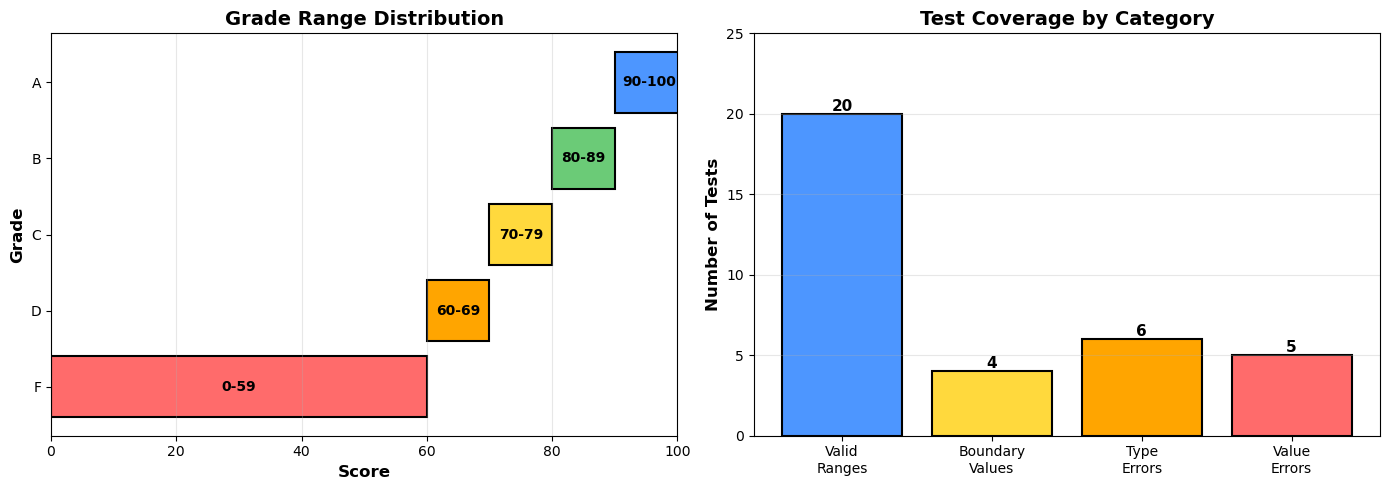 Grade Range Distribution
Grade
A
B
C
D
F
90-100
80-89
70-79
60-69
0-59
0
20
40
60
80
100
Score
Test Coverage by Category
Number of Tests
25
20
15
10
5
0
20
4
6
5
Valid
Ranges
Boundary
Values
Type
Errors
Value
Errors